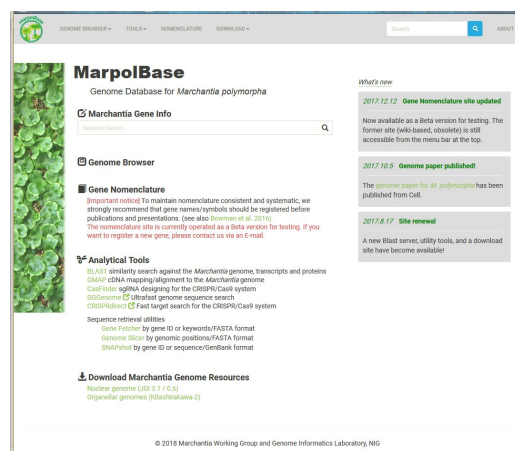 MarpolBase
GENOME BROWSER
TOOLS
NOMENCLATURE
DOWNLOAD
Search
ABOUT
MarpolBase
Genome Database for Marchantia polymorpha
Marchantia Gene Info
Keyword Search
Genome Browser
Gene Nomenclature
[Important notice] To maintain nomenclature consistent and systematic, we
strongly recommend that gene names/symbols should be registered before
publications and presentations. (see also Bowman et al. 2016)
The nomenclature site is currently operated as a Beta version for testing. If you
want to register a new gene, please contact us via an E-mail.
Analytical Tools
BLAST similarity search against the Marchantia genome, transcripts and proteins
GMAP cDNA mapping/alignment to the Marchantia genome
CasFinder sgRNA designing for the CRISPR/Cas9 system
GGGenome Ultrafast genome sequence search
CRISPRdirect Fast target search for the CRISPR/Cas9 system
Sequence retrieval utilities
Gene Fetcher by gene ID or keywords/FASTA format
Genome Slicer by genomic positions/FASTA format
SNAPshot by gene ID or sequence/GenBank format
Download Marchantia Genome Resources
Nuclear genome (JGI 3.1 / 0.6)
Organellar genomes (Kitashirakawa-2)
What's new
2017.12.12 Gene Nomenclature site updated
Now available as a Beta version for testing. The
former site (wiki-based, obsolete) is still
accessible from the menu bar at the top.
2017.10.5 Genome paper published!
The genome paper for M. polymorpha has been
published from Cell.
2017.8.17 Site renewal
A new Blast server, utility tools, and a download
site have become available!
© 2018 Marchantia Working Group and Genome Informatics Laboratory, NIG